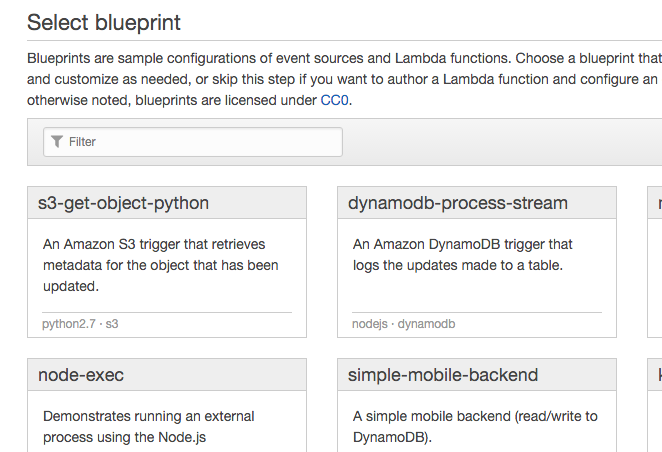 Select blueprint
Blueprints are sample configurations of event sources and Lambda functions. Choose a blueprint that
and customize as needed, or skip this step if you want to author a Lambda function and configure an
otherwise noted, blueprints are licensed under CC0.
Filter
s3-get-object-python
An Amazon S3 trigger that retrieves
metadata for the object that has been
updated.
python2.7 · s3
dynamodb-process-stream
An Amazon DynamoDB trigger that
logs the updates made to a table.
nodejs · dynamodb
node-exec
Demonstrates running an external
process using the Node.js
simple-mobile-backend
A simple mobile backend (read/write to
DynamoDB).